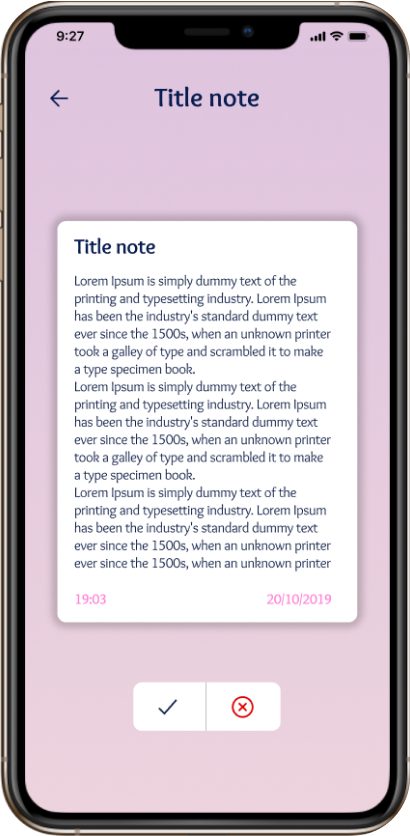 9:27
Title note
Title note
Lorem Ipsum is simply dummy text of the
printing and typesetting industry. Lorem Ipsum
has been the industry's standard dummy text
ever since the 1500s, when an unknown printer
took a galley of type and scrambled it to make
a type specimen book.
Lorem Ipsum is simply dummy text of the
printing and typesetting industry. Lorem Ipsum
has been the industry's standard dummy text
ever since the 1500s, when an unknown printer
took a galley of type and scrambled it to make
a type specimen book.
Lorem Ipsum is simply dummy text of the
printing and typesetting industry. Lorem Ipsum
has been the industry's standard dummy text
ever since the 1500s, when an unknown printer
ever since the 1500s, when an unknown printer
19:03 20/10/2019